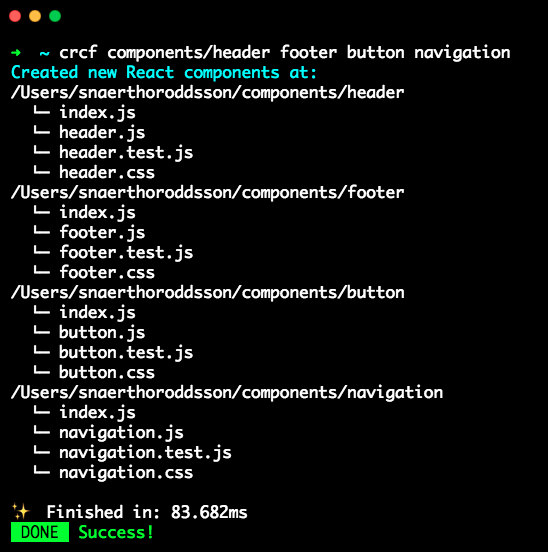 ➜  ~ crcf components/header footer button navigation
Created new React components at:
/Users/snaerthoroddsson/components/header
  └─ index.js
  └─ header.js
  └─ header.test.js
  └─ header.css
/Users/snaerthoroddsson/components/footer
  └─ index.js
  └─ footer.js
  └─ footer.test.js
  └─ footer.css
/Users/snaerthoroddsson/components/button
  └─ index.js
  └─ button.js
  └─ button.test.js
  └─ button.css
/Users/snaerthoroddsson/components/navigation
  └─ index.js
  └─ navigation.js
  └─ navigation.test.js
  └─ navigation.css
✨  Finished in: 83.682ms
DONE Success!